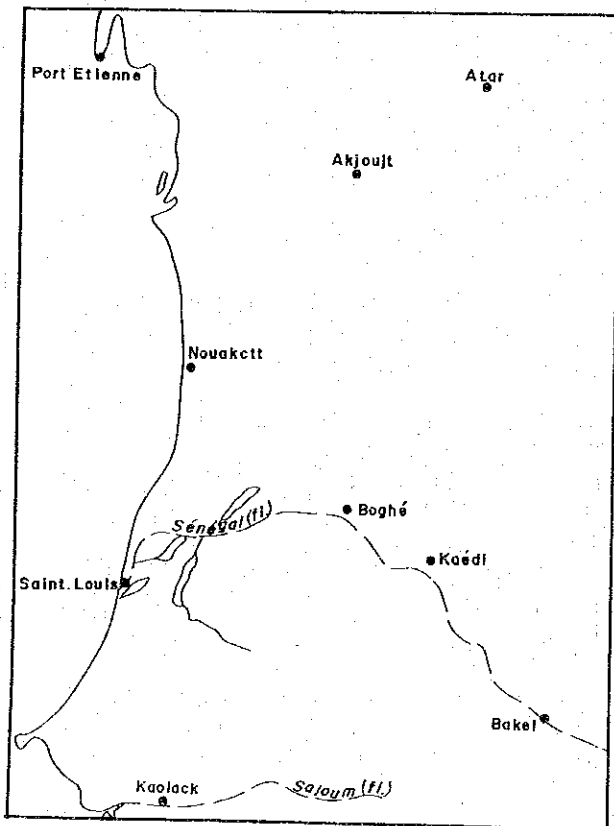 Port Etienne
Atar
Akjoujt
Nouakctt
Sénégal (fl.)
Boghé
Kaédi
Saint. Louis
Bakel
Kaolack
Saloum (fl.)